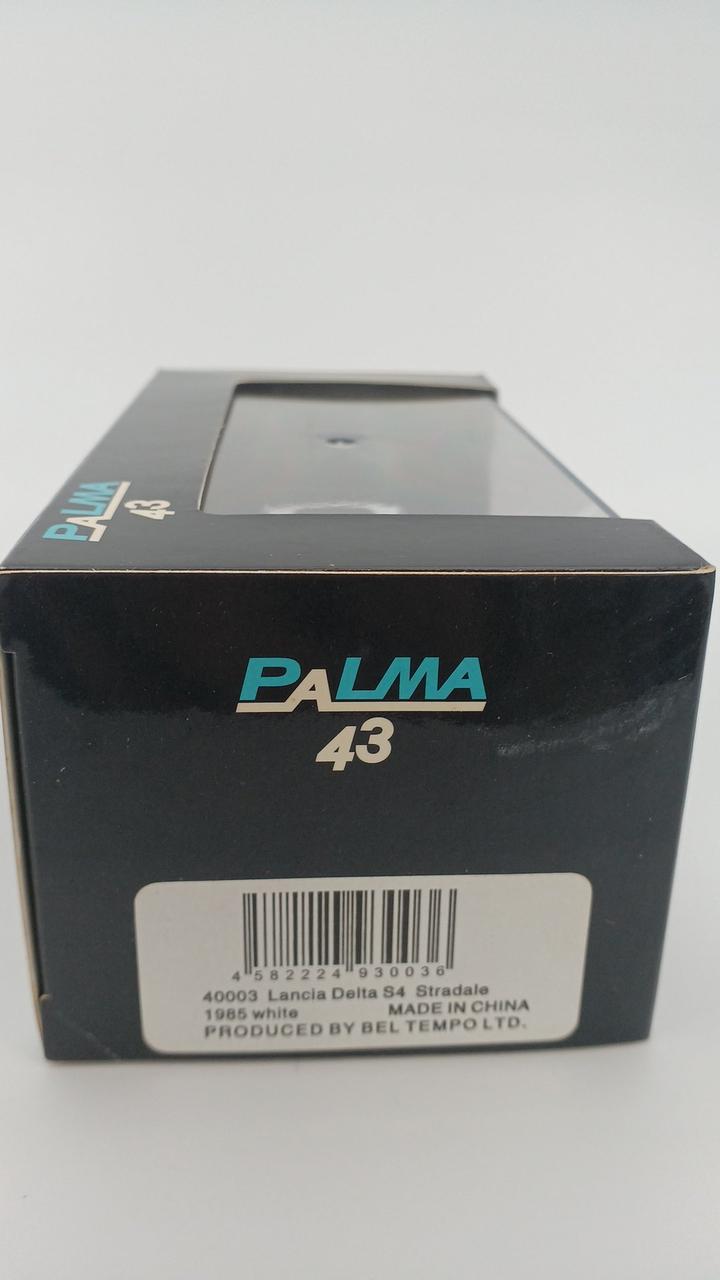 PALMA
43
PALMA
43
4 582224 930036
40003 Lancia Delta S4 Stradale
1985 white MADE IN CHINA
PRODUCED BY BEL TEMPO LTD.